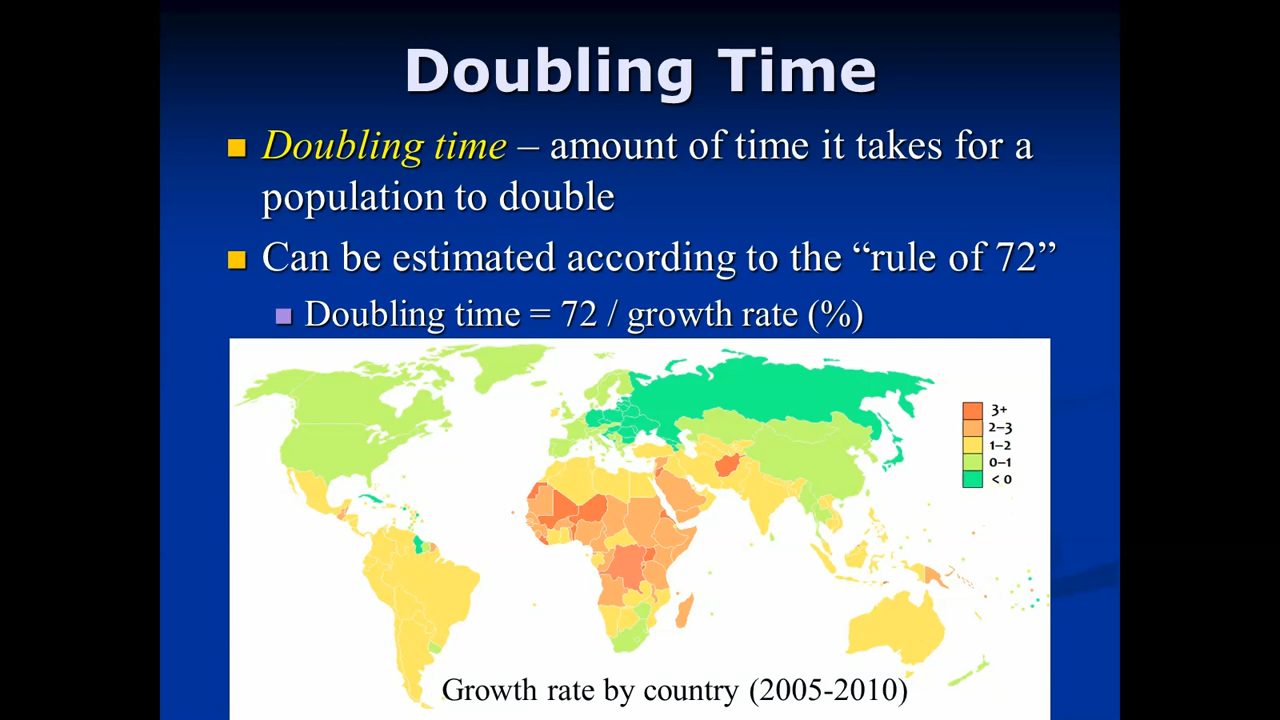 Doubling Time
Doubling time – amount of time it takes for a
population to double
Can be estimated according to the “rule of 72”
Doubling time = 72 / growth rate (%)
3+
2–3
1–2
0–1
< 0
Growth rate by country (2005-2010)